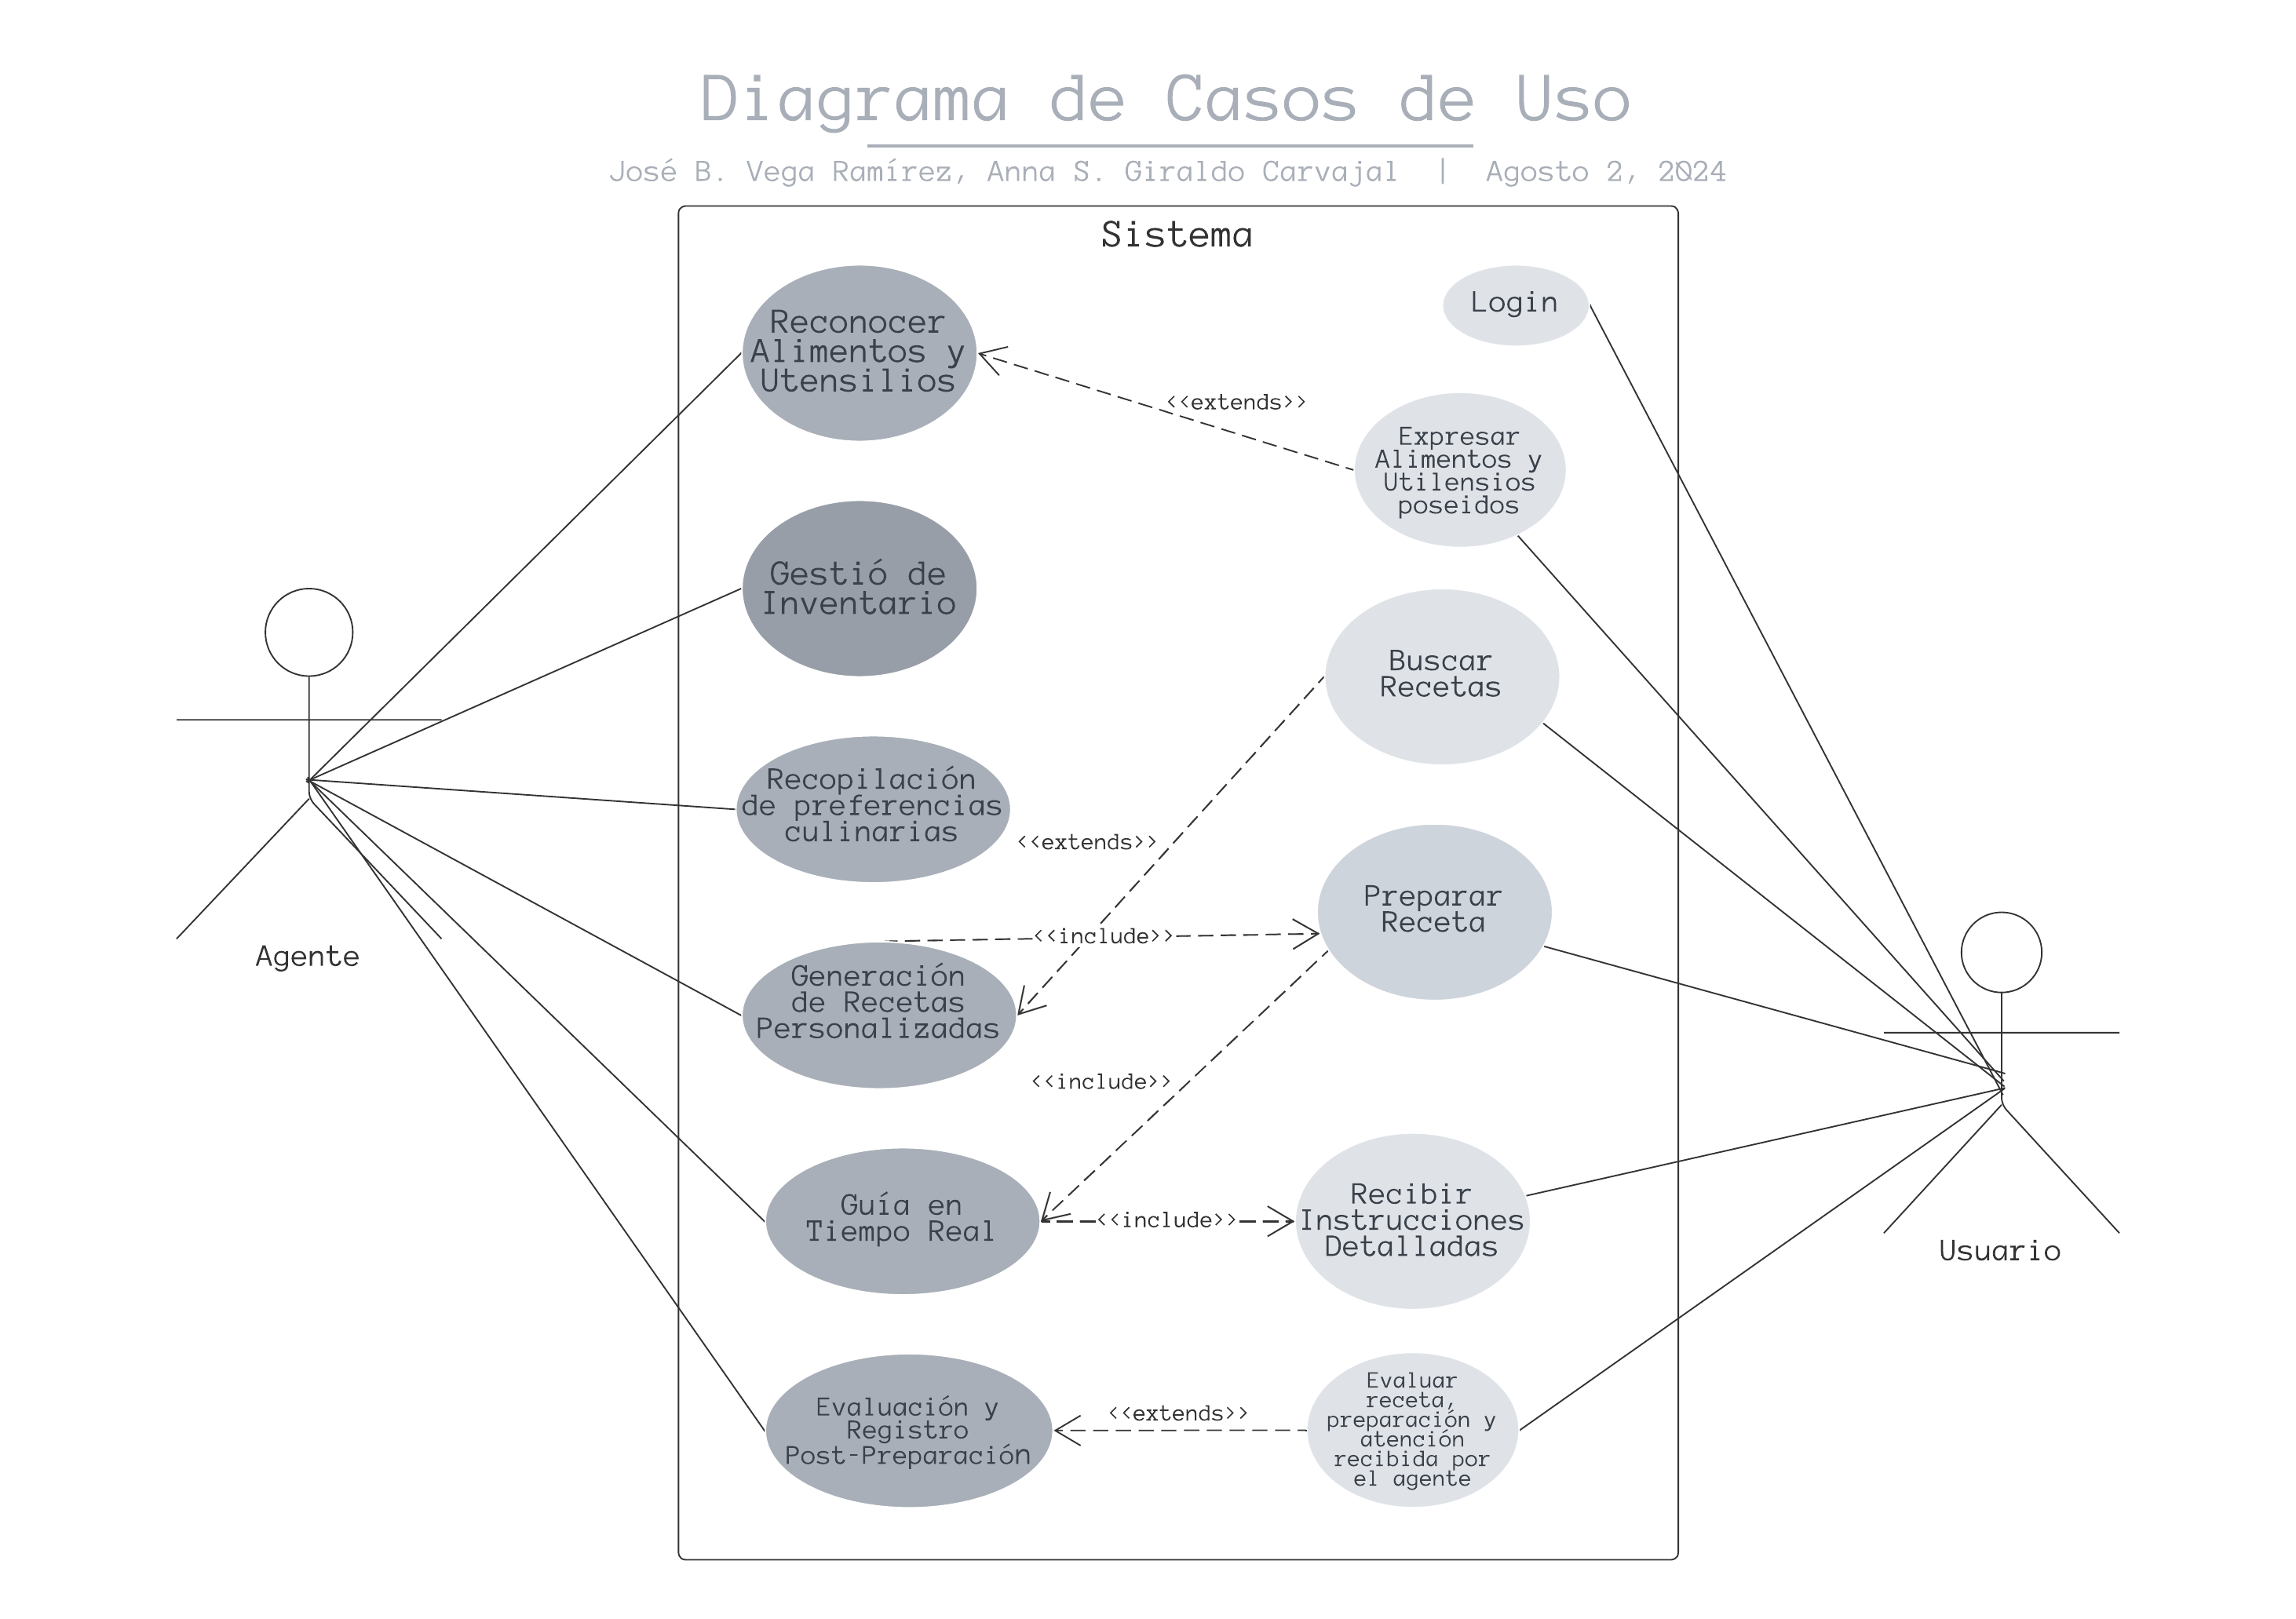 Diagrama de Casos de Uso
José B. Vega Ramírez, Anna S. Giraldo Carvajal | Agosto 2, 2024
Sistema
Reconocer
Alimentos y
Utensilios
Login
<<extends>>
Expresar
Alimentos y
Utilensios
poseidos
Gestió de
Inventario
Buscar
Recetas
Recopilación
de preferencias
culinarias
<<extends>>
Preparar
Receta
<<include>>
Agente
Generación
de Recetas
Personalizadas
<<include>>
Guía en
Tiempo Real
<<include>>
Recibir
Instrucciones
Detalladas
Usuario
Evaluación y
Registro
Post-Preparación
<<extends>>
Evaluar
receta,
preparación y
atención
recibida por
el agente